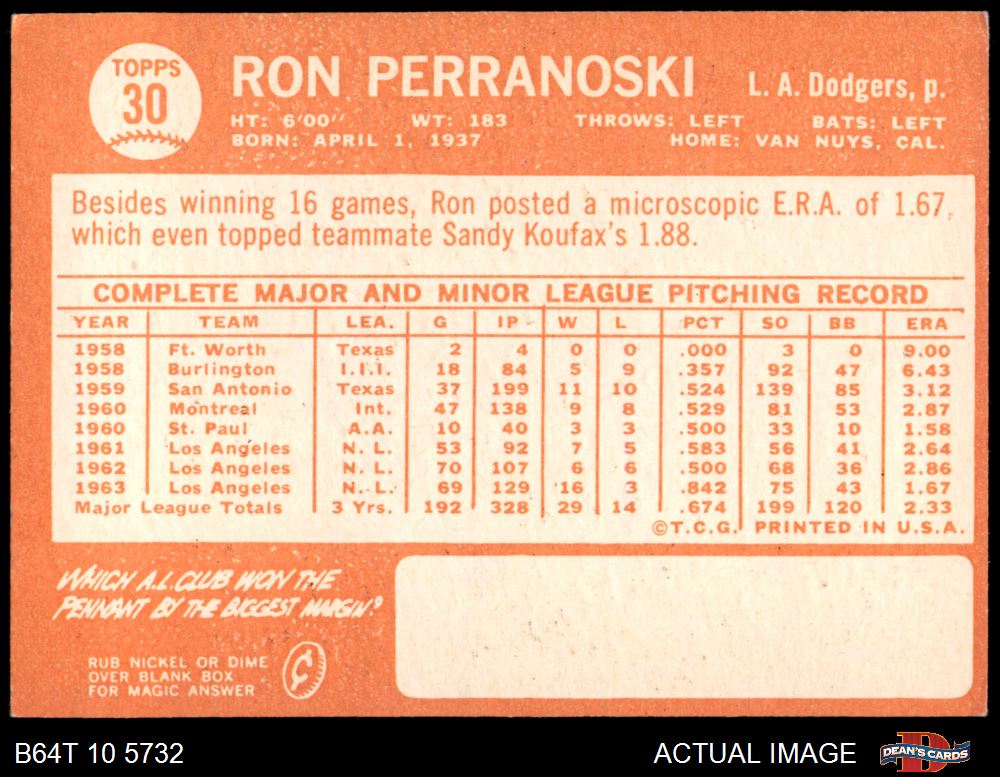 TOPPS
30
RON PERRANOSKI
L. A. Dodgers, p.
HT: 6'00" WT: 183 THROWS: LEFT BATS: LEFT
BORN: APRIL 1, 1937 HOME: VAN NUYS, CAL.
Besides winning 16 games, Ron posted a microscopic E.R.A. of 1.67,
which even topped teammate Sandy Koufax's 1.88.
COMPLETE MAJOR AND MINOR LEAGUE PITCHING RECORD
YEAR TEAM LEA. G IP W L PCT SO BB ERA
1958 Ft. Worth Texas 2 4 0 0 .000 3 0 9.00
1958 Burlington I.I.I. 18 84 5 9 .357 92 47 6.43
1959 San Antonio Texas 37 199 11 10 .524 139 85 3.12
1960 Montreal Int. 47 138 9 8 .529 81 53 2.87
1960 St. Paul A.A. 10 40 3 3 .500 33 10 1.58
1961 Los Angeles N. L. 53 92 7 5 .583 56 41 2.64
1962 Los Angeles N. L. 70 107 6 6 .500 68 36 2.86
1963 Los Angeles N. L. 69 129 16 3 .842 75 43 1.67
Major League Totals 3 Yrs. 192 328 29 14 .674 199 120 2.33
©T.C.G. PRINTED IN U.S.A.
WHICH A.L. CLUB WON THE
PENNANT BY THE BIGGEST MARGIN?
RUB NICKEL OR DIME
OVER BLANK BOX
FOR MAGIC ANSWER
¢
B64T 10 5732
ACTUAL IMAGE
DEAN'S CARDS